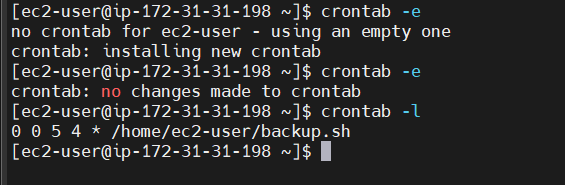 [ec2-user@ip-172-31-31-198 ~]$ crontab -e
no crontab for ec2-user - using an empty one
crontab: installing new crontab
[ec2-user@ip-172-31-31-198 ~]$ crontab -e
crontab: no changes made to crontab
[ec2-user@ip-172-31-31-198 ~]$ crontab -l
0 0 5 4 * /home/ec2-user/backup.sh
[ec2-user@ip-172-31-31-198 ~]$